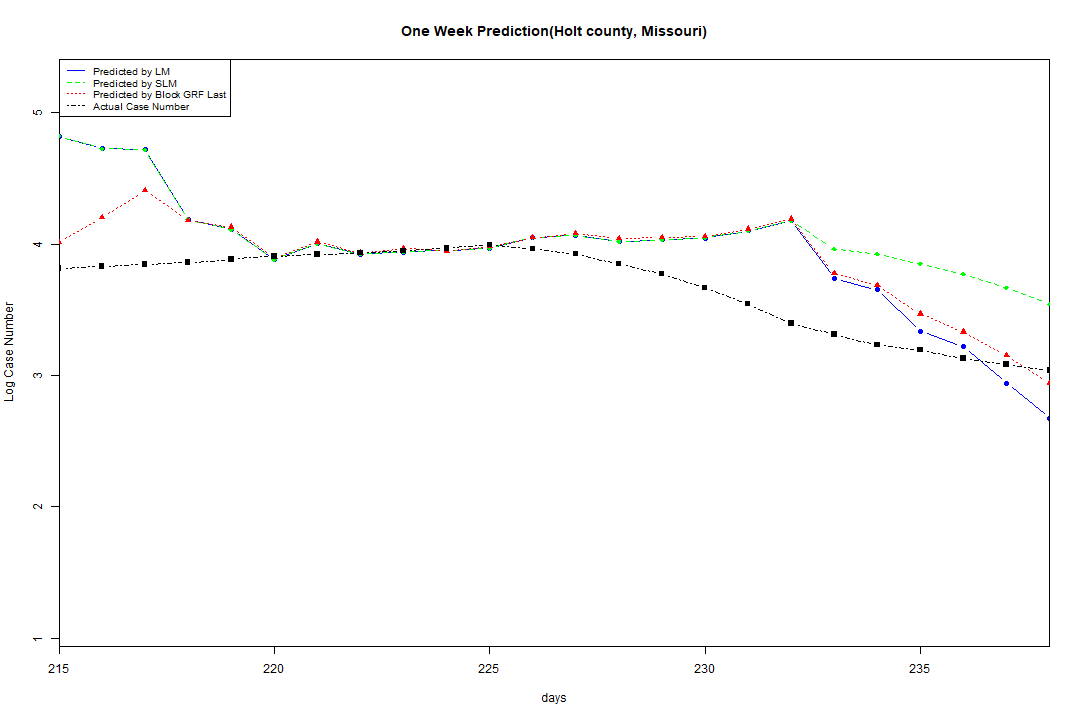 One Week Prediction(Holt county, Missouri)
Predicted by LM
Predicted by SLM
Predicted by Block GRF Last
Actual Case Number
5
4
3
2
1
Log Case Number
215
220
225
230
235
days